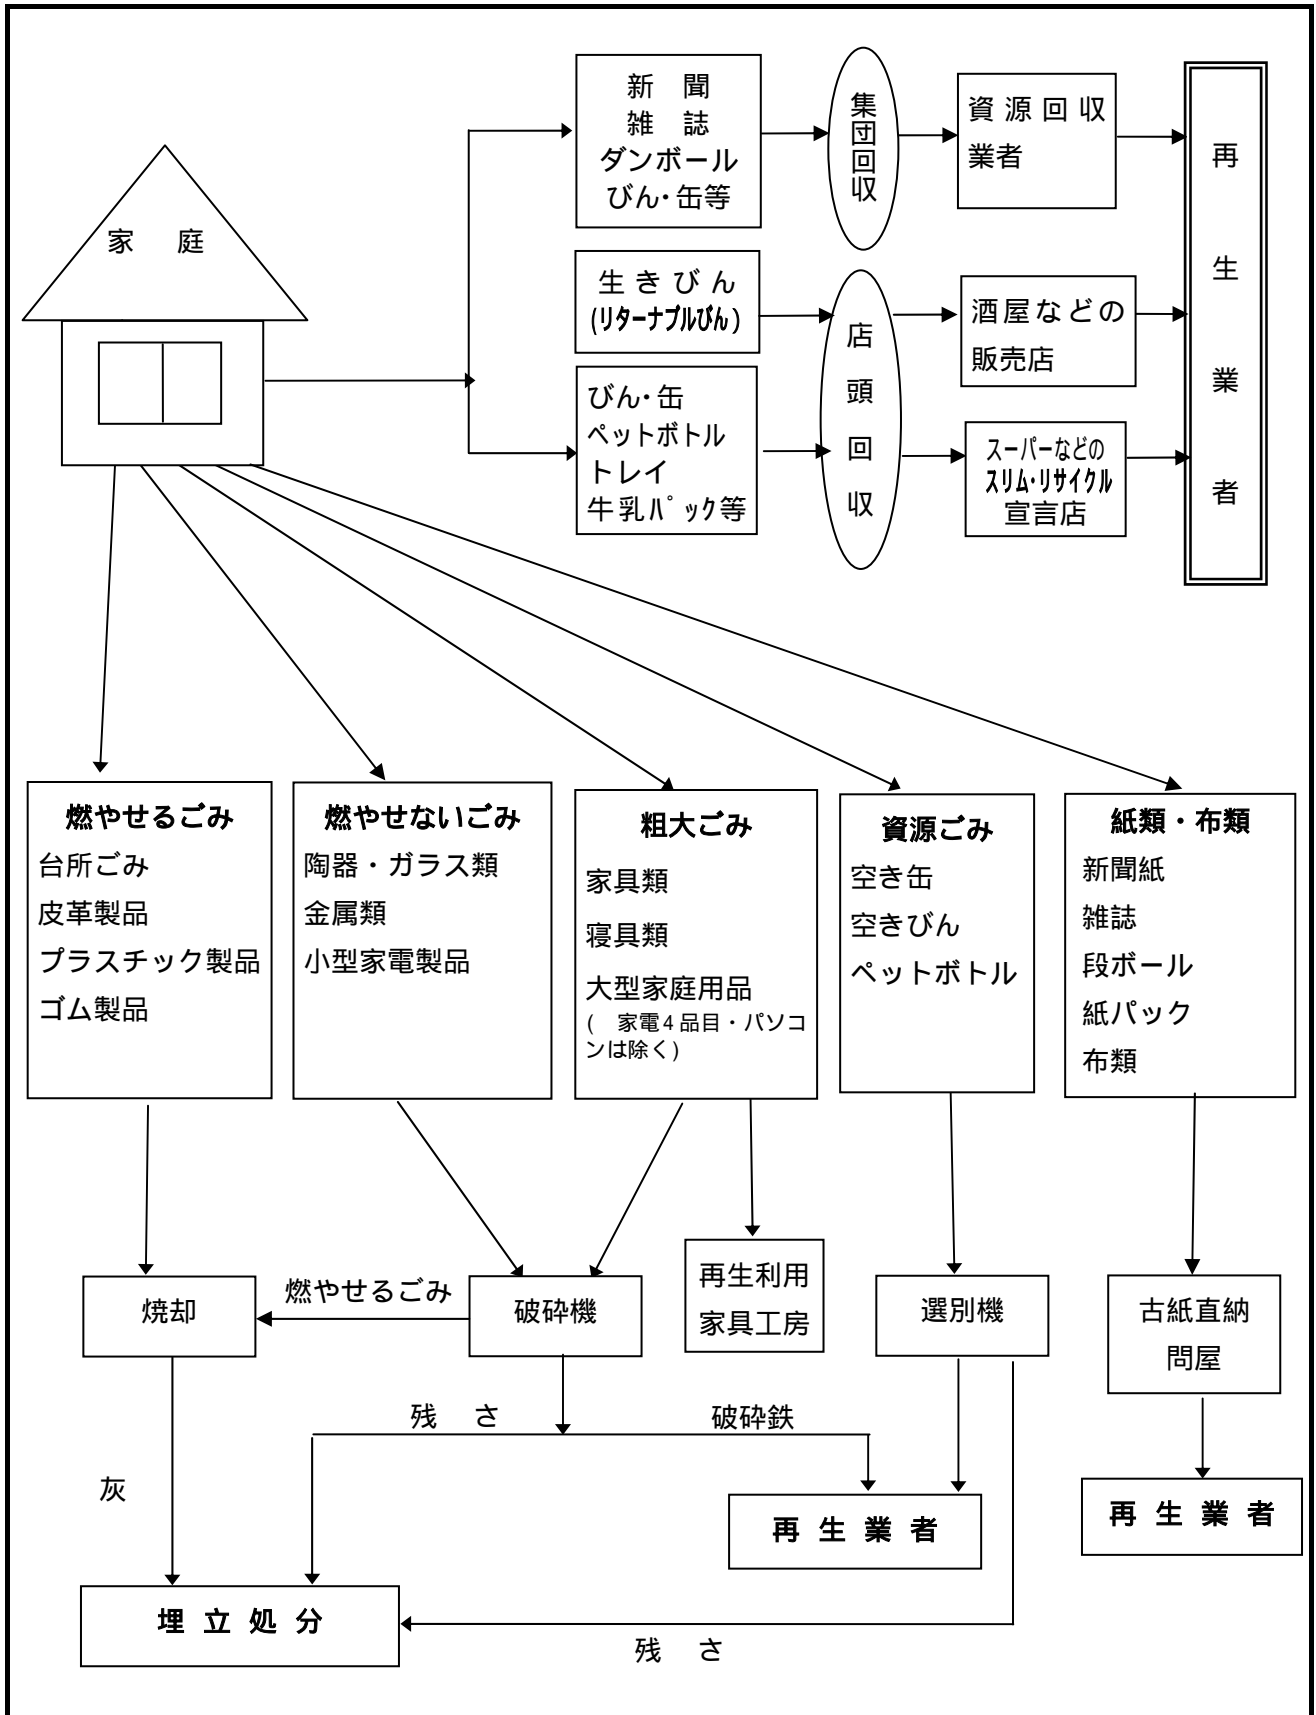 家　庭
新　聞
雑　誌
ダンボール
びん・缶等
集団回収
資源回収
業者
再生業者
生きびん
(リターナブルびん)
店頭回収
酒屋などの
販売店
びん・缶
ペットボトル
トレイ
牛乳ﾊﾟｯｸ等
スーパーなどの
スリム・リサイクル
宣言店
燃やせるごみ
台所ごみ
皮革製品
プラスチック製品
ゴム製品
燃やせないごみ
陶器・ガラス類
金属類
小型家電製品
粗大ごみ
家具類
寝具類
大型家庭用品
(　家電4品目・パソコ
ンは除く)
資源ごみ
空き缶
空きびん
ペットボトル
紙類・布類
新聞紙
雑誌
段ボール
紙パック
布類
焼却
燃やせるごみ
破砕機
再生利用
家具工房
選別機
古紙直納
問屋
残　さ
破砕鉄
灰
再生業者
再生業者
埋立処分
残　さ